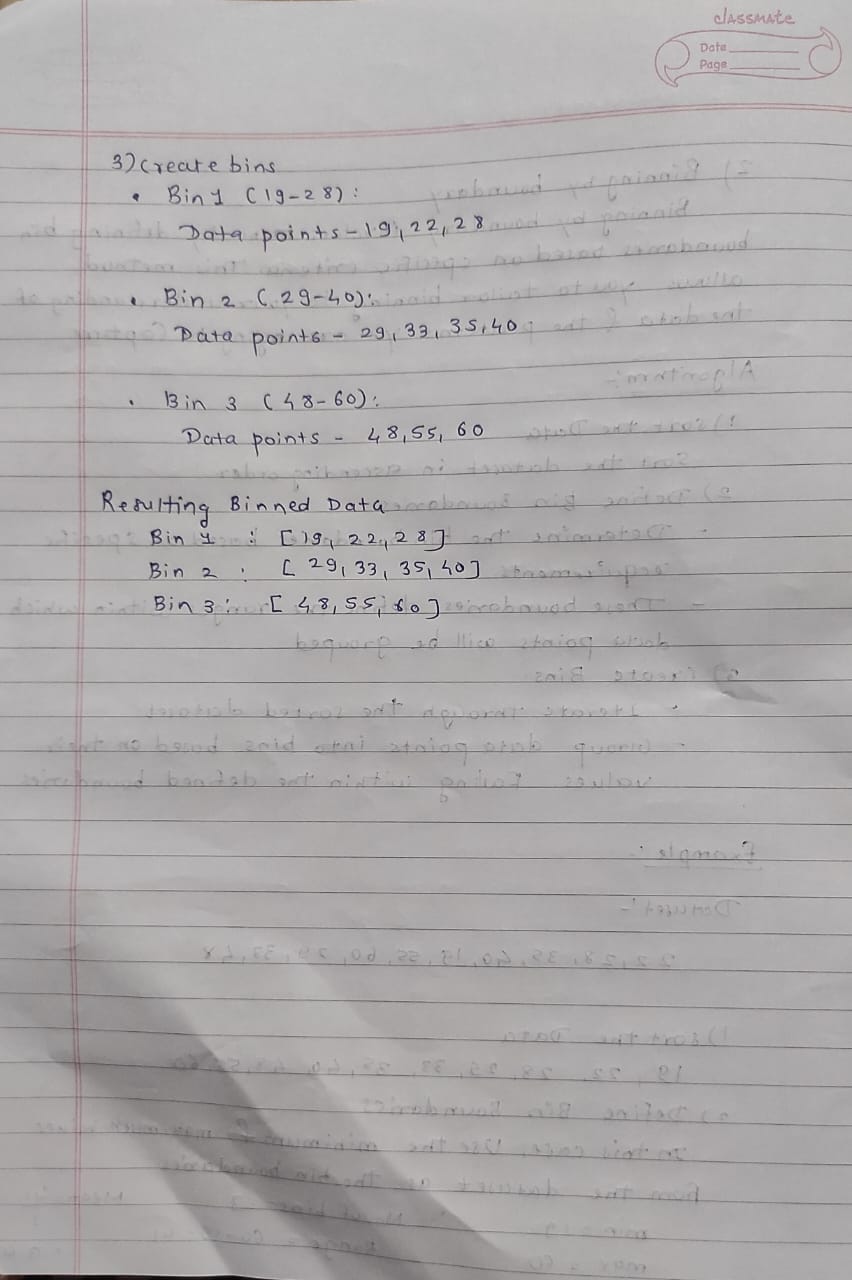 classmate
Date
Page
3) Create bins
• Bin 1 (19-28):
Data points - 19, 22, 28
• Bin 2 (29-40):
Data points - 29, 33, 35, 40
• Bin 3 (48-60):
Data points - 48, 55, 60
Resulting Binned Data
Bin 1 : [19, 22, 28]
Bin 2 : [29, 33, 35, 40]
Bin 3 : [48, 55, 60]